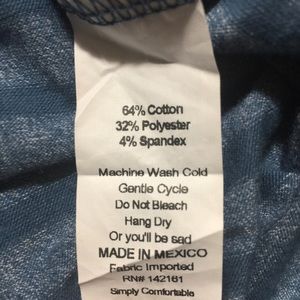 64% Cotton
32% Polyester
4% Spandex
Machine Wash Cold
Gentle Cycle
Do Not Bleach
Hang Dry
Or you'll be sad
MADE IN MEXICO
Fabric Imported
RN# 142161
Simply Comfortable